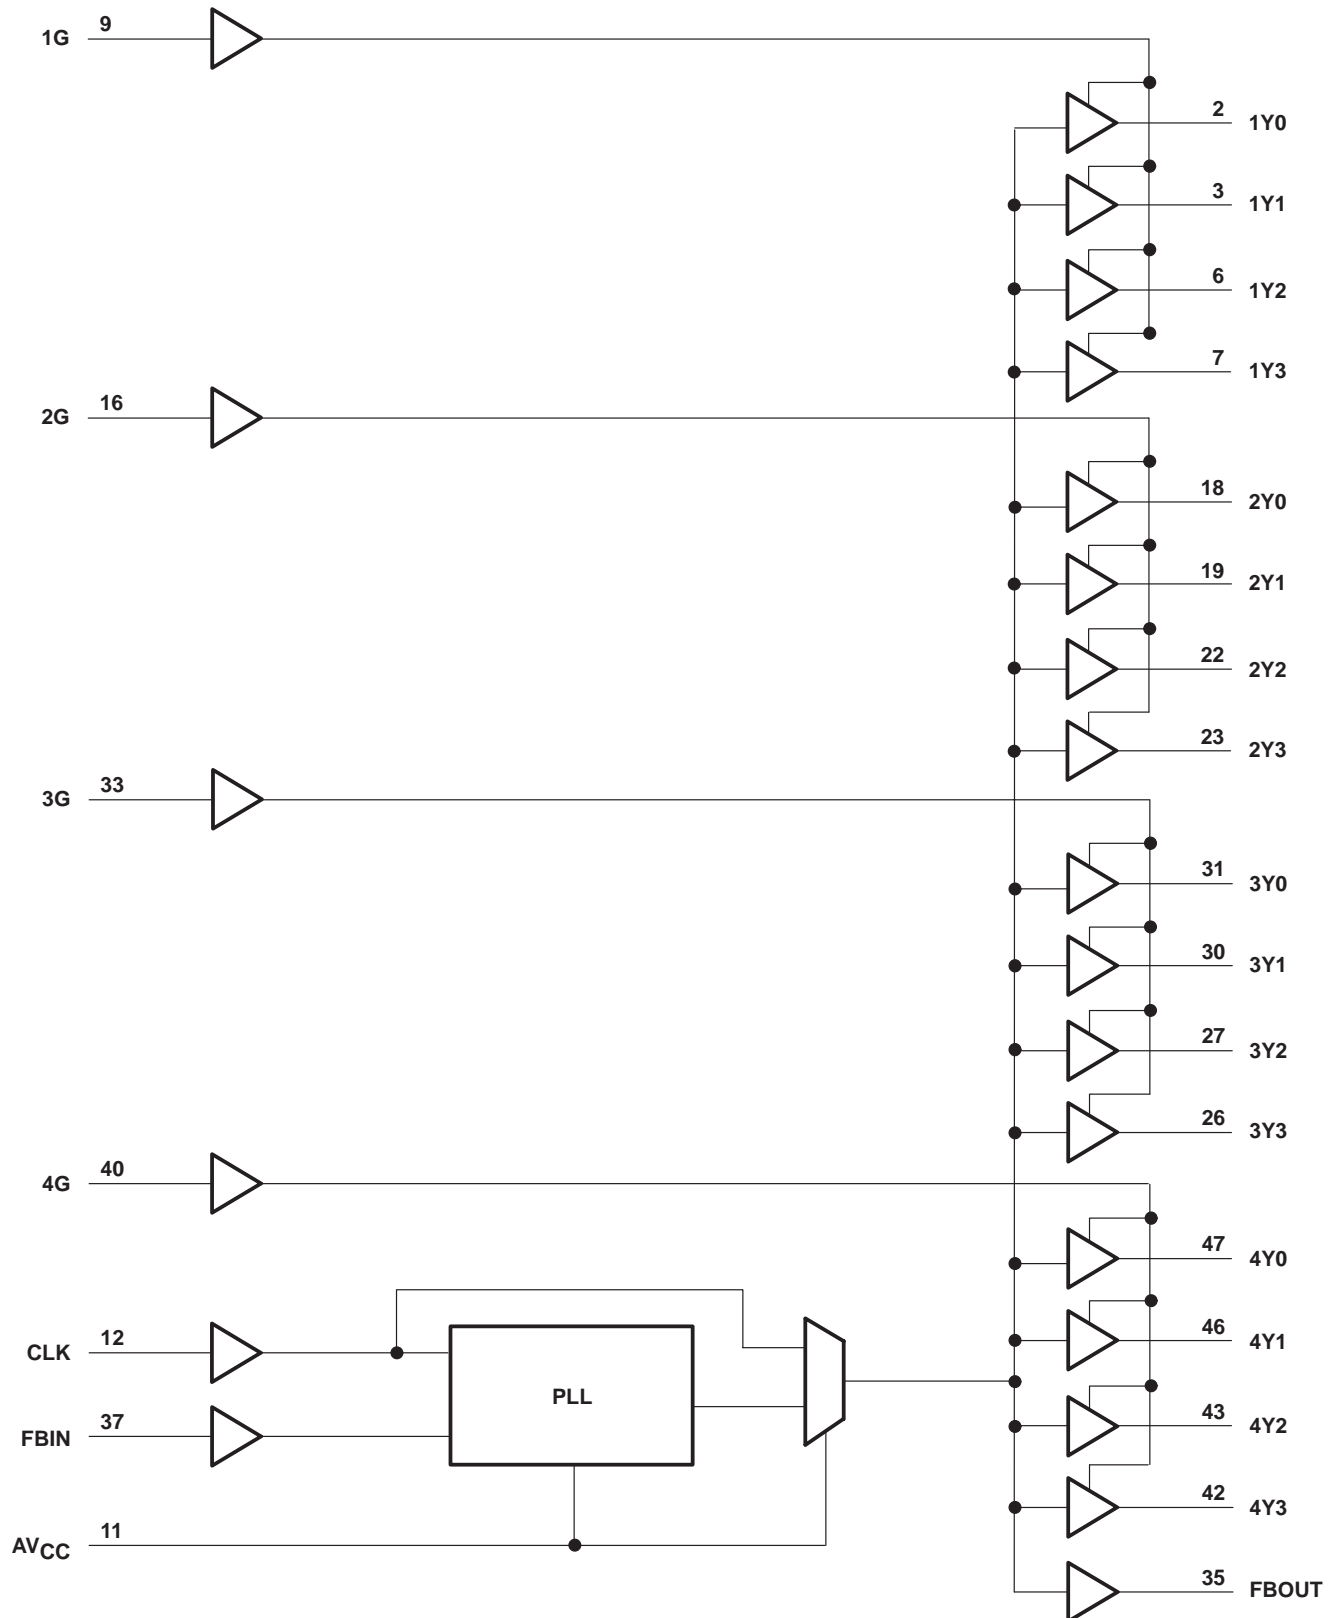 1G 9
2 1Y0
3 1Y1
6 1Y2
7 1Y3
2G 16
18 2Y0
19 2Y1
22 2Y2
23 2Y3
3G 33
31 3Y0
30 3Y1
27 3Y2
26 3Y3
4G 40
47 4Y0
CLK 12
46 4Y1
PLL
FBIN 37
43 4Y2
42 4Y3
AVCC 11
35 FBOUT